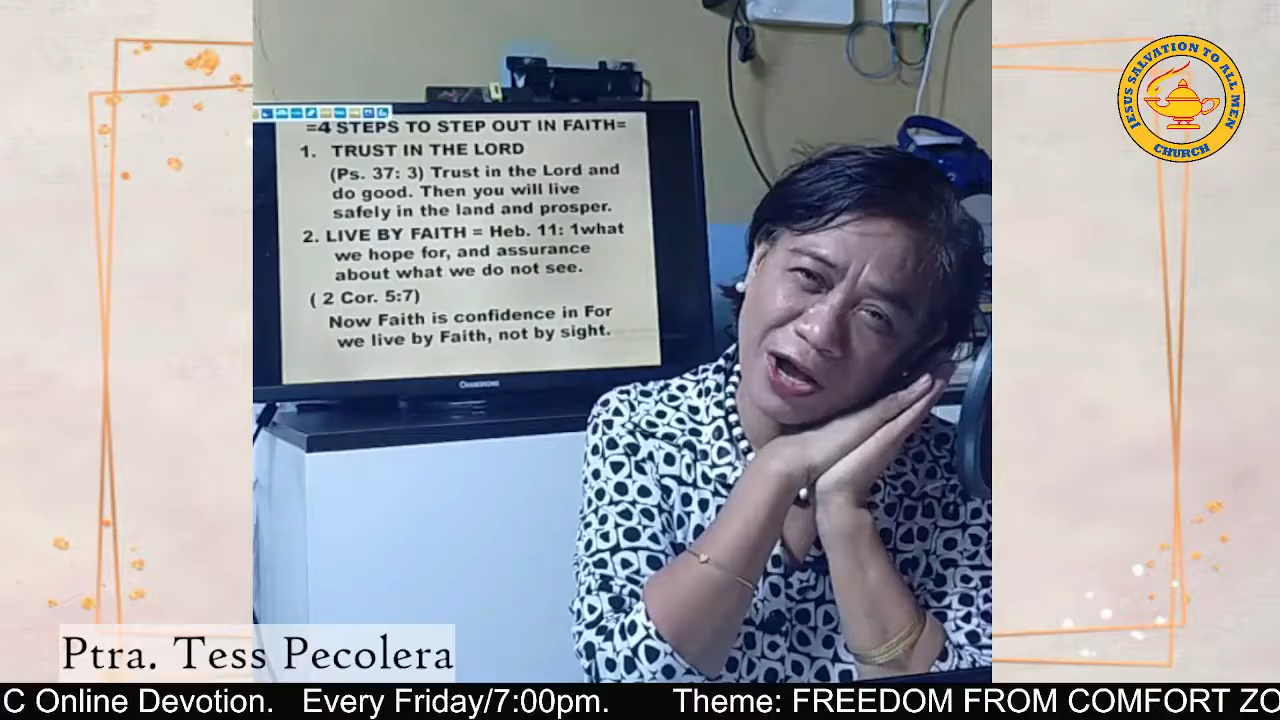 =4 STEPS TO STEP OUT IN FAITH=
1. TRUST IN THE LORD
(Ps. 37: 3) Trust in the Lord and
do good. Then you will live
safely in the land and prosper.
2. LIVE BY FAITH = Heb. 11: 1what
we hope for, and assurance
about what we do not see.
( 2 Cor. 5:7)
Now Faith is confidence in For
we live by Faith, not by sight.
CHANGHONG
JESUS SALVATION TO ALL MEN
CHURCH
Ptra. Tess Pecolera
C Online Devotion. Every Friday/7:00pm. Theme: FREEDOM FROM COMFORT ZO